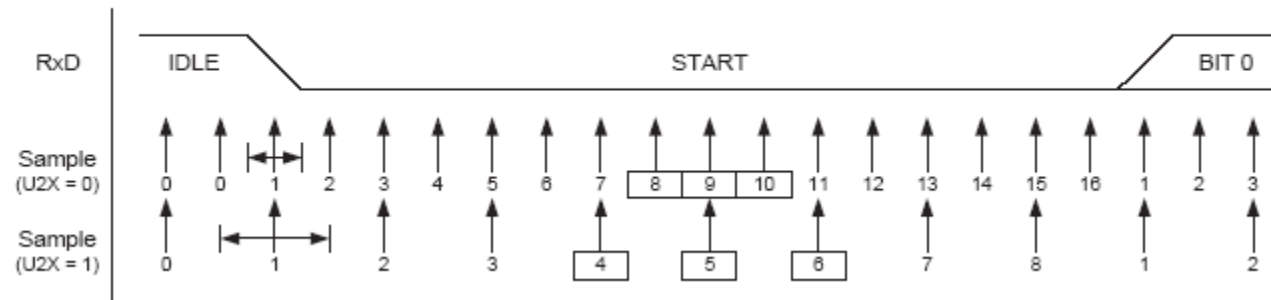 RxD IDLE START BIT 0
Sample
(U2X = 0) 0 0 1 2 3 4 5 6 7 8 9 10 11 12 13 14 15 16 1 2 3
Sample
(U2X = 1) 0 1 2 3 4 5 6 7 8 1 2